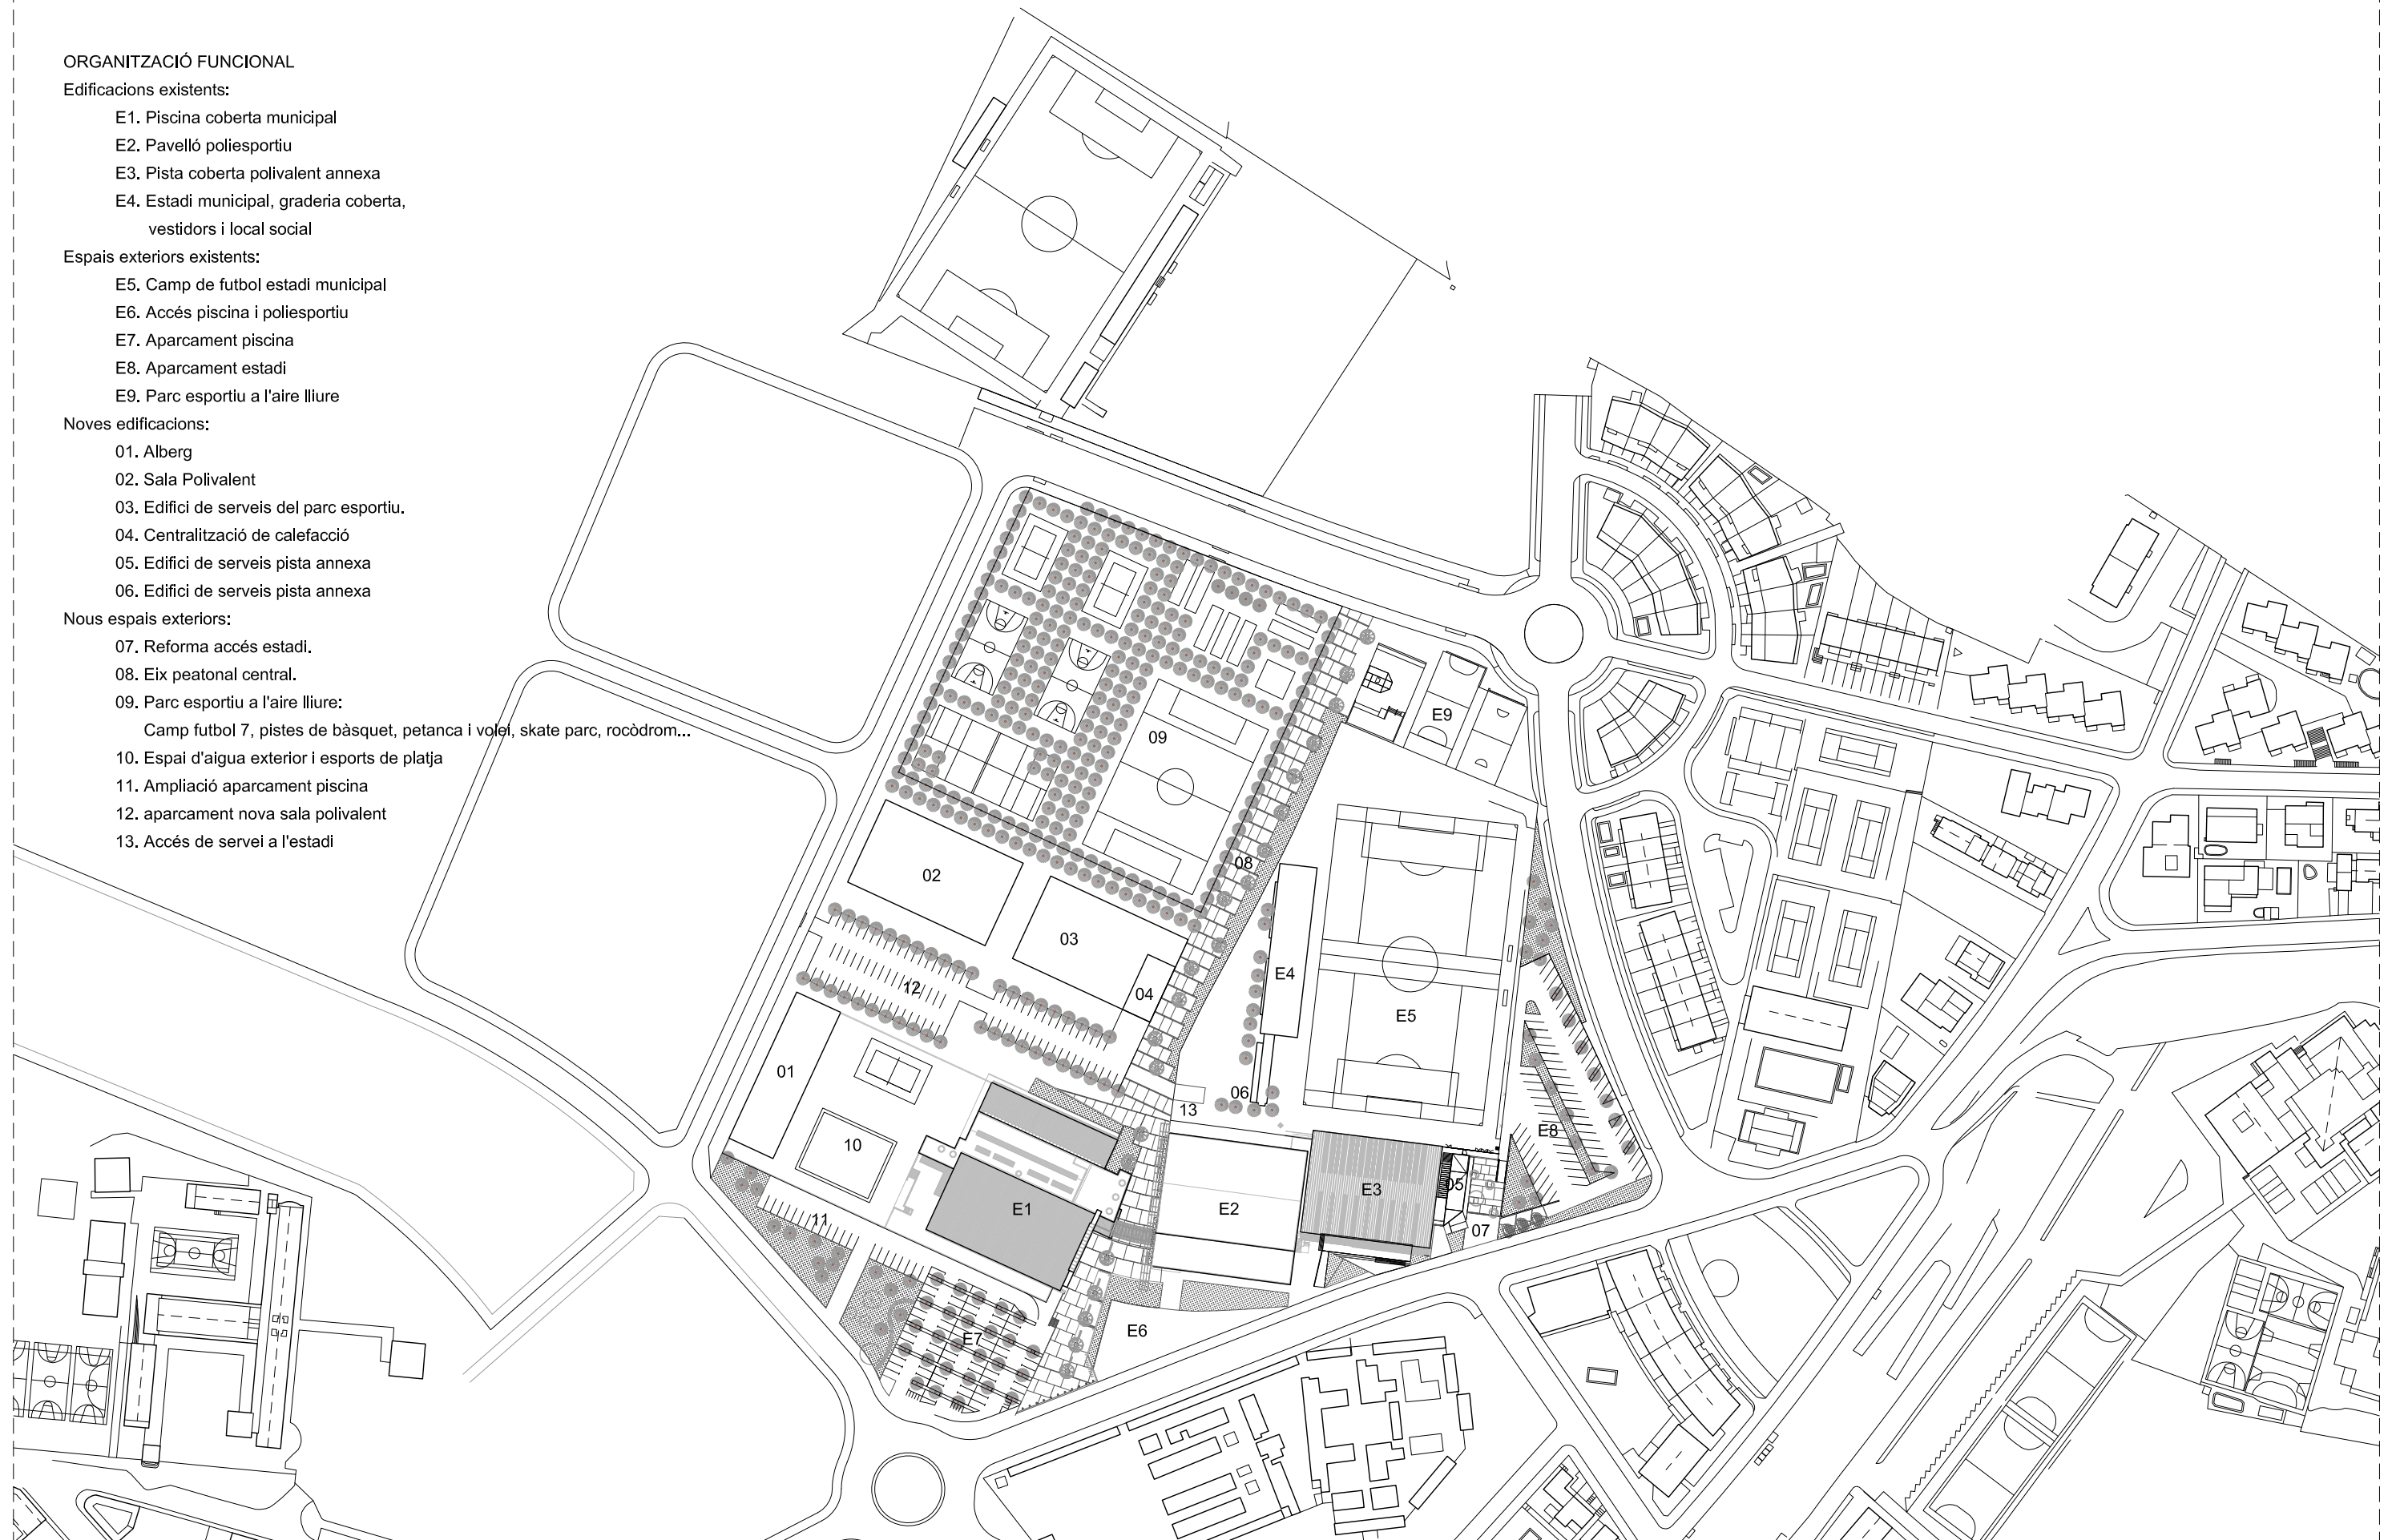 ORGANITZACIÓ FUNCIONAL
Edificacions existents:
E1. Piscina coberta municipal
E2. Pavelló poliesportiu
E3. Pista coberta polivalent annexa
E4. Estadi municipal, graderia coberta,
vestidors i local social
Espais exteriors existents:
E5. Camp de futbol estadi municipal
E6. Accés piscina i poliesportiu
E7. Aparcament piscina
E8. Aparcament estadi
E9. Parc esportiu a l'aire lliure
Noves edificacions:
01. Alberg
02. Sala Polivalent
03. Edifici de serveis del parc esportiu.
04. Centralització de calefacció
05. Edifici de serveis pista annexa
06. Edifici de serveis pista annexa
Nous espais exteriors:
07. Reforma accés estadi.
08. Eix peatonal central.
09. Parc esportiu a l'aire lliure:
Camp futbol 7, pistes de bàsquet, petanca i volei, skate parc, rocòdrom...
10. Espai d'aigua exterior i esports de platja
11. Ampliació aparcament piscina
12. aparcament nova sala polivalent
13. Accés de servei a l'estadi
E9
09
08
02
03
E4
12
04
E5
01
06
13
E8
10
E3
05
E1
E2
11
07
E6
E7